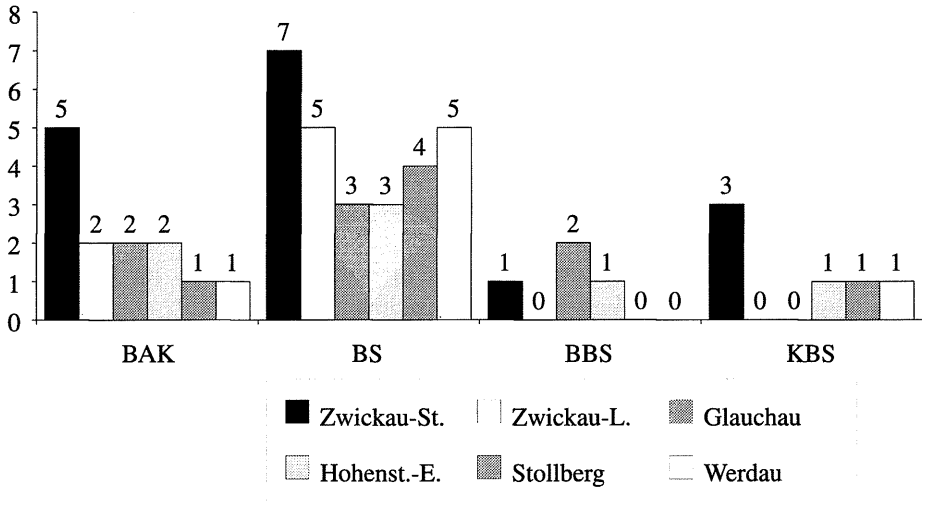 8
7
6
5
4
3
2
1
0
5 2 2 2 1 1
7 5 3 3 4 5
1 0 2 1 0 0
3 0 0 1 1 1
BAK BS BBS KBS
Zwickau-St. Zwickau-L. Glauchau
Hohenst.-E. Stollberg Werdau